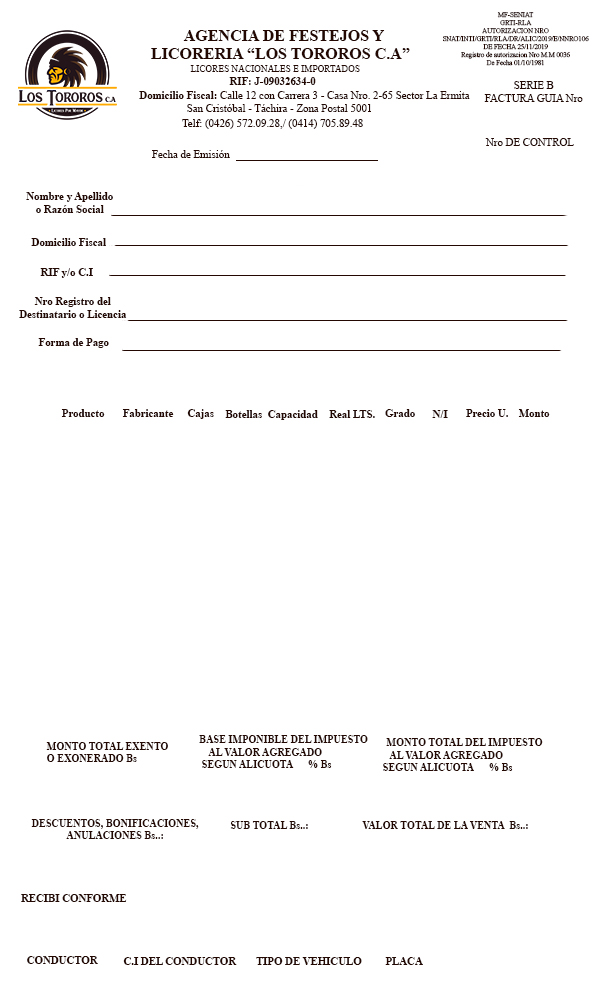 LOS TOROROS C.A
AGENCIA DE FESTEJOS Y
LICORERIA “LOS TOROROS C.A”
LICORES NACIONALES E IMPORTADOS
RIF: J-09032634-0
Domicilio Fiscal: Calle 12 con Carrera 3 - Casa Nro. 2-65 Sector La Ermita
San Cristóbal - Táchira - Zona Postal 5001
Telf: (0426) 572.09.28,/ (0414) 705.89.48
MF-SENIAT
GRTI-RLA
AUTORIZACION NRO
SNAT/INTI/GRTI/RLA/DR/ALIC/2019/E/NNRO106
DE FECHA 25/11/2019
Registro de autorizacion Nro M.M 0036
De Fecha 01/10/1981
SERIE B
FACTURA GUIA Nro
Nro DE CONTROL
Fecha de Emisión
Nombre y Apellido
o Razón Social
Domicilio Fiscal
RIF y/o C.I
Nro Registro del
Destinatario o Licencia
Forma de Pago
Producto Fabricante Cajas Botellas Capacidad Real LTS. Grado N/I Precio U. Monto
MONTO TOTAL EXENTO
O EXONERADO Bs
BASE IMPONIBLE DEL IMPUESTO
AL VALOR AGREGADO
SEGUN ALICUOTA % Bs
MONTO TOTAL DEL IMPUESTO
AL VALOR AGREGADO
SEGUN ALICUOTA % Bs
DESCUENTOS, BONIFICACIONES,
ANULACIONES Bs..:
SUB TOTAL Bs..:
VALOR TOTAL DE LA VENTA Bs..:
RECIBI CONFORME
CONDUCTOR C.I DEL CONDUCTOR TIPO DE VEHICULO PLACA